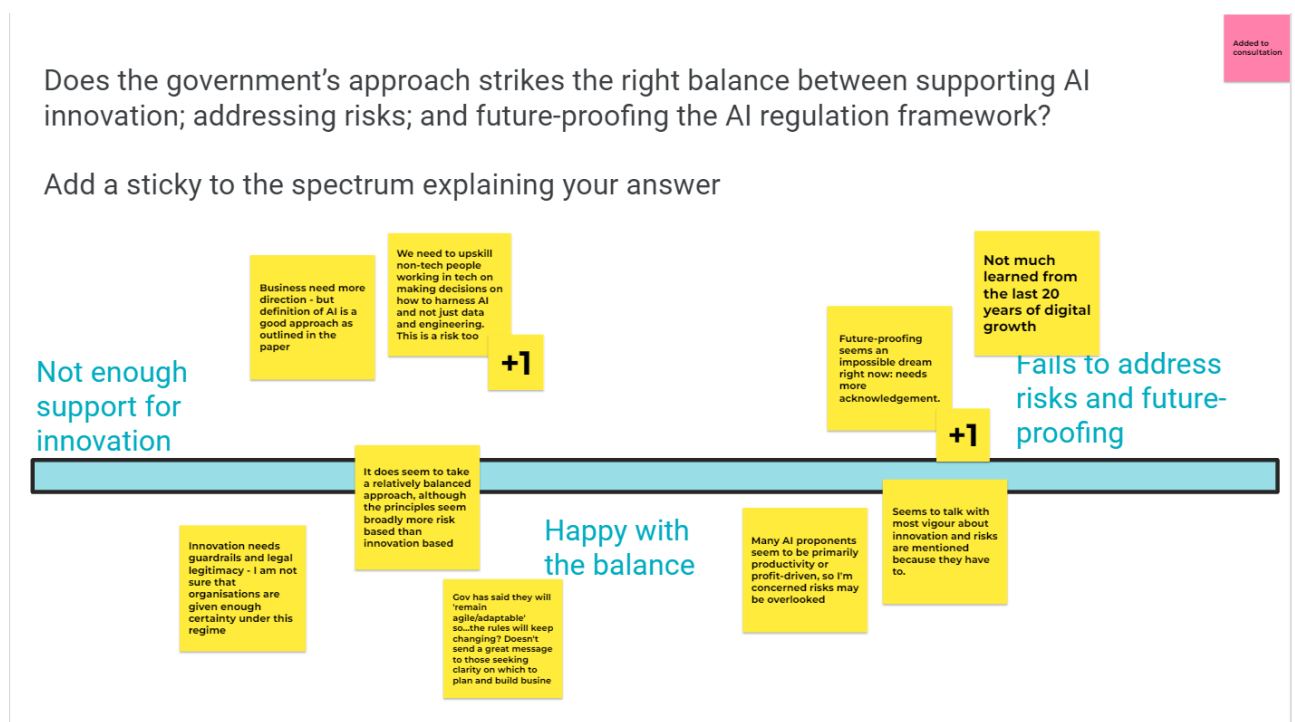 Added to
consultation
Does the government's approach strikes the right balance between supporting AI
innovation; addressing risks; and future-proofing the AI regulation framework?
Add a sticky to the spectrum explaining your answer
Business need more
direction - but
definition of AI is a
good approach as
outlined in the
paper
We need to upskill
non-tech people
working in tech on
making decisions on
how to harness AI
and not just data
and engineering.
This is a risk too
+1
Future-proofing
seems an
impossible dream
right now: needs
more
acknowledgement.
+1
Not much
learned from
the last 20
years of digital
growth
Not enough
support for
innovation
Fails to address
risks and future-
proofing
It does seem to take
a relatively balanced
approach, although
the principles seem
broadly more risk
based than
innovation based
Happy with
the balance
Innovation needs
guardrails and legal
legitimacy - I am not
sure that
organisations are
given enough
certainty under this
regime
Gov has said they will
'remain
agile/adaptable'
so...the rules will keep
changing? Doesn't
send a great message
to those seeking
clarity on which to
plan and build busine
Many AI proponents
seem to be primarily
productivity or
profit-driven, so I'm
concerned risks may
be overlooked
Seems to talk with
most vigour about
innovation and risks
are mentioned
because they have
to.